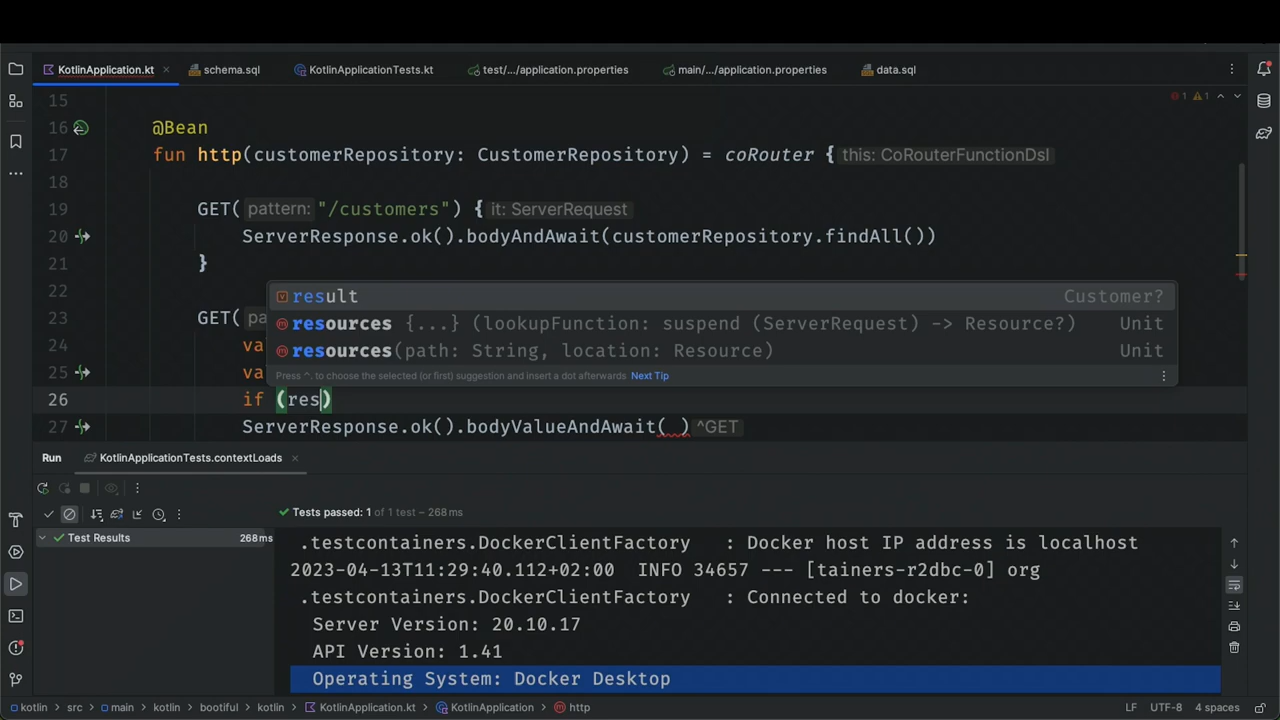 KotlinApplication.kt
schema.sql
KotlinApplicationTests.kt
test/.../application.properties
main/.../application.properties
data.sql
15
1 1
16 @Bean
17 fun http(customerRepository: CustomerRepository) = coRouter { this: CoRouterFunctionDsl
18
19 GET( pattern: "/customers") { it: ServerRequest
20 ServerResponse.ok().bodyAndAwait(customerRepository.findAll())
21 }
22
result Customer?
23 GET( pa
resources {...} (lookupFunction: suspend (ServerRequest) -> Resource?) Unit
24 va
resources(path: String, location: Resource) Unit
25 va
Press ^. to choose the selected (or first) suggestion and insert a dot afterwards Next Tip
26 if (res)
27 ServerResponse.ok().bodyValueAndAwait( ) ^GET
Run KotlinApplicationTests.contextLoads
Tests passed: 1 of 1 test – 268 ms
Test Results 268 ms
.testcontainers.DockerClientFactory : Docker host IP address is localhost
2023-04-13T11:29:40.112+02:00 INFO 34657 --- [tainers-r2dbc-0] org
.testcontainers.DockerClientFactory : Connected to docker:
Server Version: 20.10.17
API Version: 1.41
Operating System: Docker Desktop
kotlin src main kotlin bootiful kotlin KotlinApplication.kt KotlinApplication http LF UTF-8 4 spaces